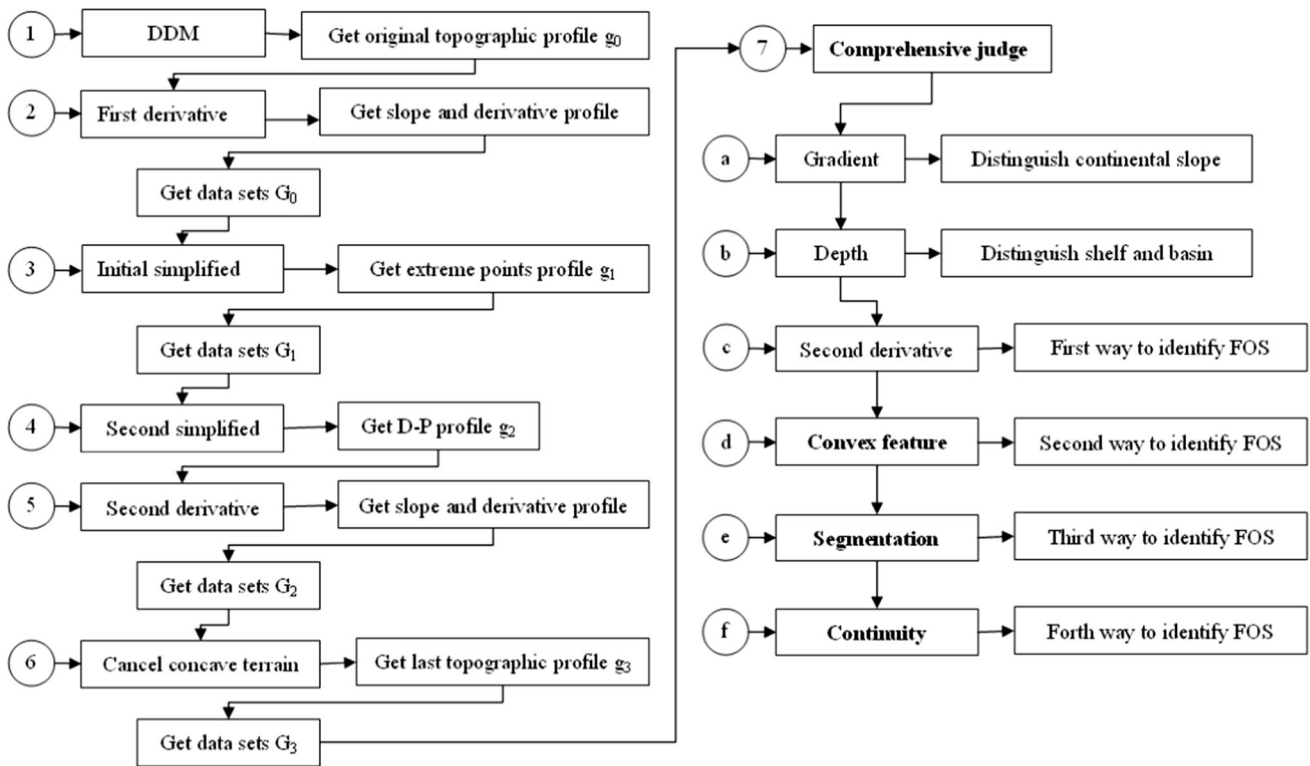 1
DDM
Get original topographic profile g₀
2
First derivative
Get slope and derivative profile
Get data sets G₀
3
Initial simplified
Get extreme points profile g₁
Get data sets G₁
4
Second simplified
Get D-P profile g₂
5
Second derivative
Get slope and derivative profile
Get data sets G₂
6
Cancel concave terrain
Get last topographic profile g₃
Get data sets G₃
7
Comprehensive judge
a
Gradient
Distinguish continental slope
b
Depth
Distinguish shelf and basin
c
Second derivative
First way to identify FOS
d
Convex feature
Second way to identify FOS
e
Segmentation
Third way to identify FOS
f
Continuity
Forth way to identify FOS